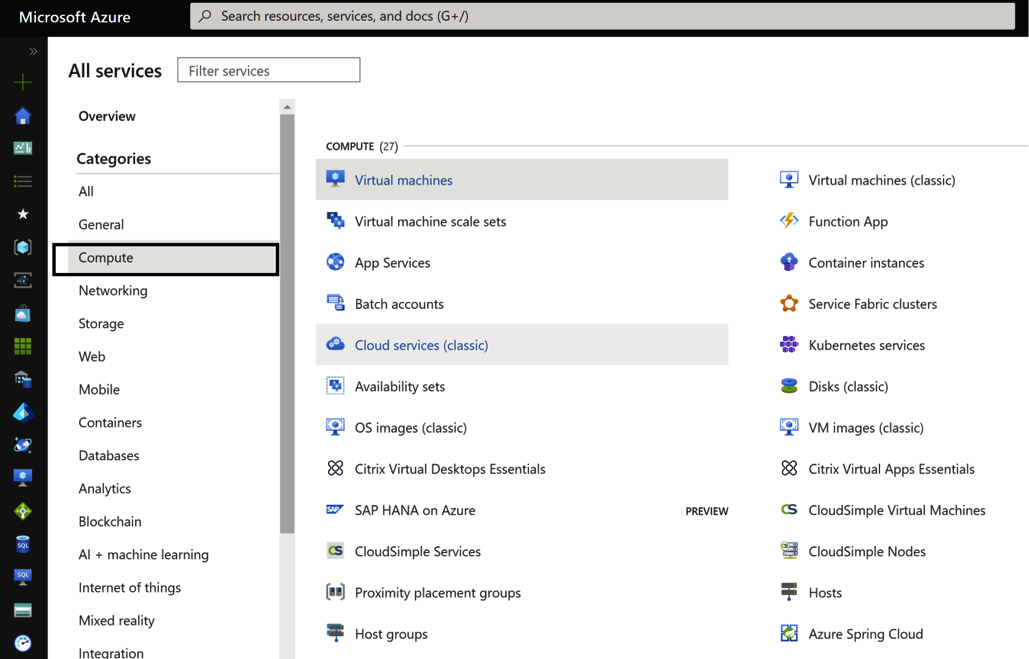 Microsoft Azure
Search resources, services, and docs (G+/)
All services
Filter services
Overview
Categories
All
General
Compute
Networking
Storage
Web
Mobile
Containers
Databases
Analytics
Blockchain
AI + machine learning
Internet of things
Mixed reality
Integration
COMPUTE (27)
Virtual machines
Virtual machines (classic)
Virtual machine scale sets
Function App
App Services
Container instances
Batch accounts
Service Fabric clusters
Cloud services (classic)
Kubernetes services
Availability sets
Disks (classic)
OS images (classic)
VM images (classic)
Citrix Virtual Desktops Essentials
Citrix Virtual Apps Essentials
SAP SAP HANA on Azure PREVIEW
CS CloudSimple Virtual Machines
CS CloudSimple Services
CloudSimple Nodes
Proximity placement groups
Hosts
Host groups
Azure Spring Cloud
SQL
SQL